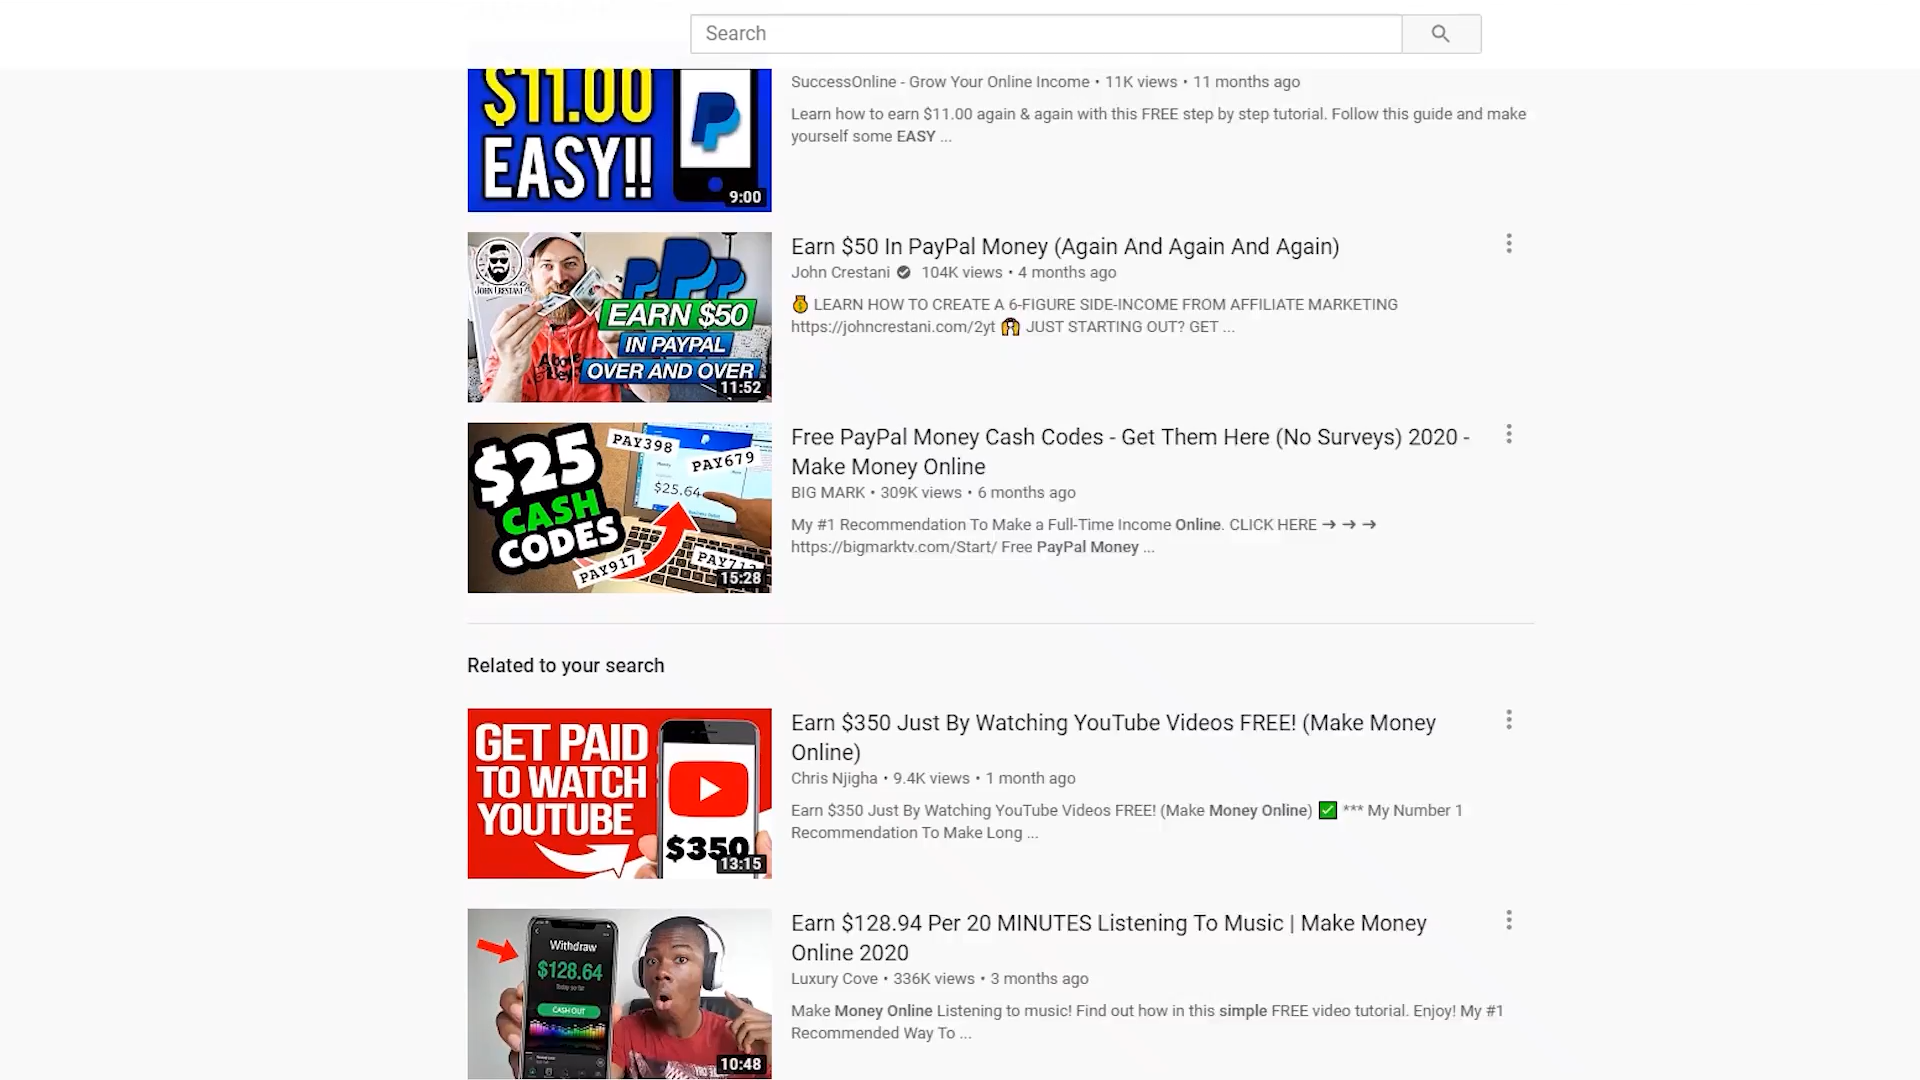 Search
$11.00
EASY!!
9:00
SuccessOnline - Grow Your Online Income • 11K views • 11 months ago
Learn how to earn $11.00 again & again with this FREE step by step tutorial. Follow this guide and make
yourself some EASY ...
JOHN CRESTANI
EARN $50
IN PAYPAL
OVER AND OVER
11:52
Earn $50 In PayPal Money (Again And Again And Again)
John Crestani 104K views • 4 months ago
💰 LEARN HOW TO CREATE A 6-FIGURE SIDE-INCOME FROM AFFILIATE MARKETING
https://johncrestani.com/2yt 🙌 JUST STARTING OUT? GET ...
$25
CASH
CODES
PAY398
PAY679
$25.64
PAY917
15:28
Free PayPal Money Cash Codes - Get Them Here (No Surveys) 2020 -
Make Money Online
BIG MARK • 309K views • 6 months ago
My #1 Recommendation To Make a Full-Time Income Online. CLICK HERE ➔ ➔ ➔
https://bigmarktv.com/Start/ Free PayPal Money ...
Related to your search
GET PAID
TO WATCH
YOUTUBE
$350
13:15
Earn $350 Just By Watching YouTube Videos FREE! (Make Money
Online)
Chris Njigha • 9.4K views • 1 month ago
Earn $350 Just By Watching YouTube Videos FREE! (Make Money Online) ✅ *** My Number 1
Recommendation To Make Long ...
Withdraw
$128.64
CASH OUT
10:48
Earn $128.94 Per 20 MINUTES Listening To Music | Make Money
Online 2020
Luxury Cove • 336K views • 3 months ago
Make Money Online Listening to music! Find out how in this simple FREE video tutorial. Enjoy! My #1
Recommended Way To ...